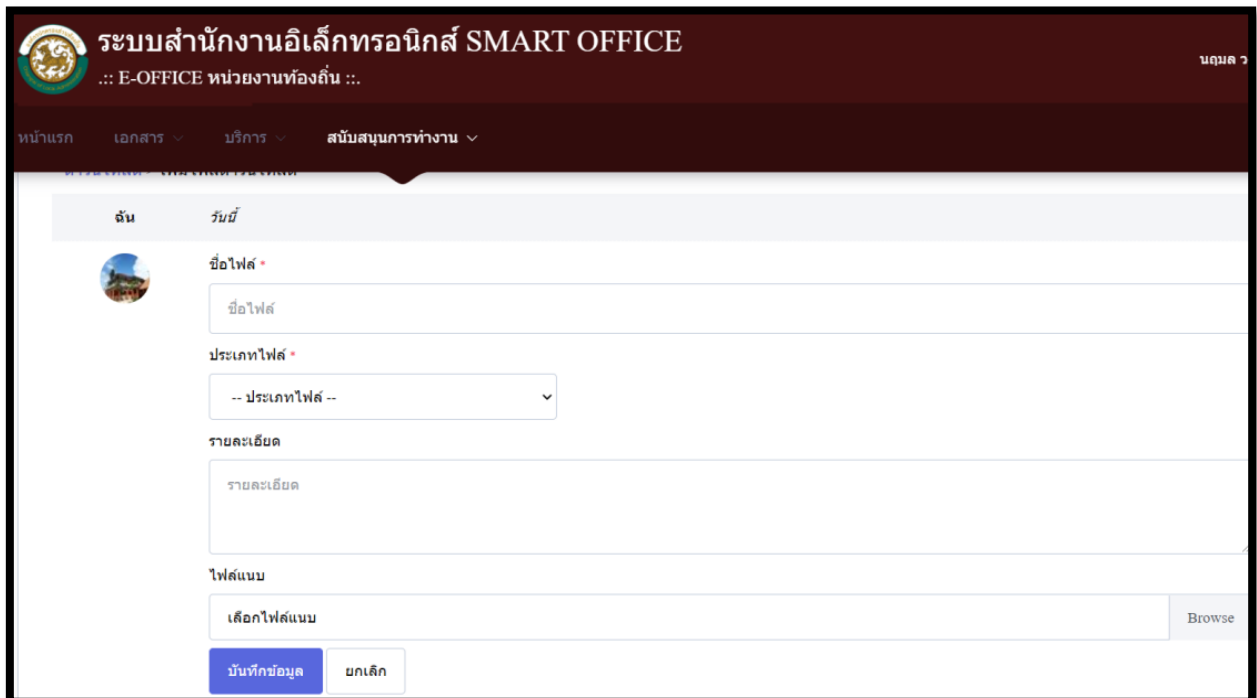 ระบบสำนักงานอิเล็กทรอนิกส์ SMART OFFICE
.:: E-OFFICE หน่วยงานท้องถิ่น ::.
นฤมล ว
หน้าแรก เอกสาร บริการ สนับสนุนการทำงาน
ฉัน วันนี้
ชื่อไฟล์ *
ชื่อไฟล์
ประเภทไฟล์ *
-- ประเภทไฟล์ --
รายละเอียด
รายละเอียด
ไฟล์แนบ
เลือกไฟล์แนบ Browse
บันทึกข้อมูล ยกเลิก